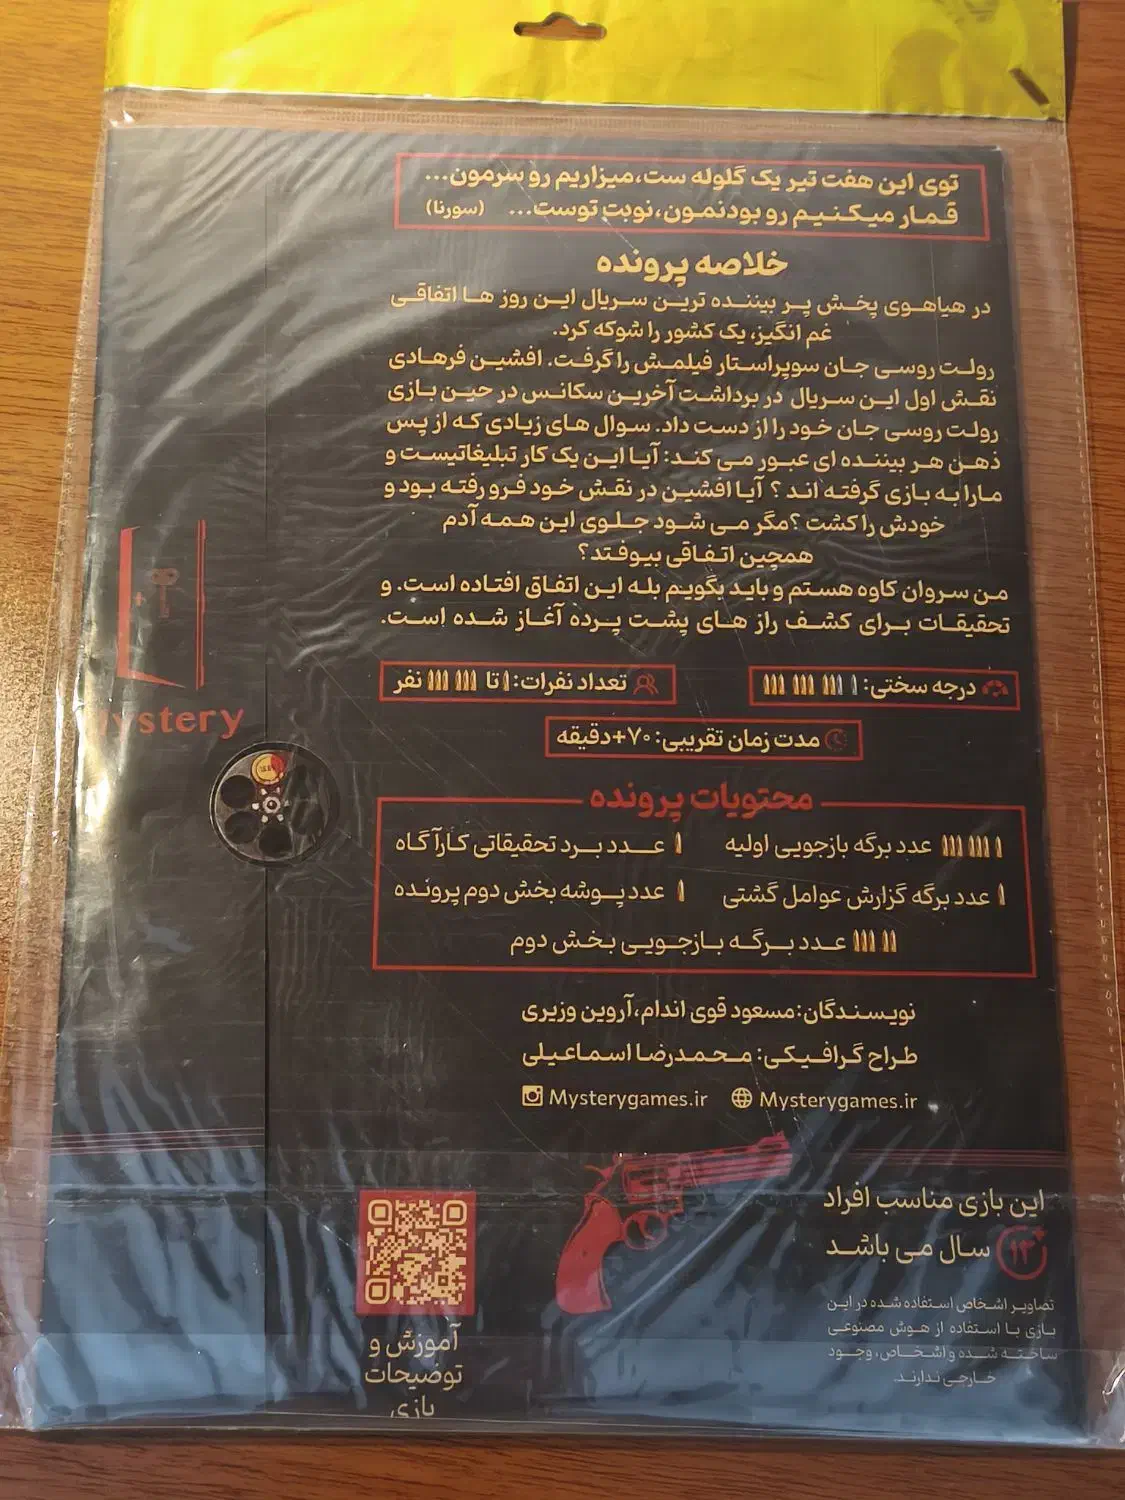 توی این هفت تیر یک گلوله ست،میزاریم رو سرمون...
قمار میکنیم رو بودنمون،نوبت توست... (سورنا)
خلاصه پرونده
در هیاهوی پخش پر بیننده ترین سریال این روز ها اتفاقی
غم انگیز، یک کشور را شوکه کرد.
رولت روسی جان سوپراستار فیلمش را گرفت. افشین فرهادی
نقش اول این سریال در برداشت آخرین سکانس در حین بازی
رولت روسی جان خود را از دست داد. سوال های زیادی که از پس
ذهن هر بیننده ای عبور می کند: آیا این یک کار تبلیغاتیست و
مارا به بازی گرفته اند ؟ آیا افشین در نقش خود فرو رفته بود و
خودش را کشت ؟مگر می شود جلوی این همه آدم
همچین اتفاقی بیوفتد؟
من سروان کاوه هستم و باید بگویم بله این اتفاق افتاده است. و
تحقیقات برای کشف راز های پشت پرده آغاز شده است.
درجه سختی:
تعداد نفرات: تا نفر
مدت زمان تقریبی: ۷۰+دقیقه
mystery
محتویات پرونده
عدد برگه بازجویی اولیه
عدد برد تحقیقاتی کارآگاه
عدد برگه گزارش عوامل گشتی
عدد پوشه بخش دوم پرونده
عدد برگه بازجویی بخش دوم
نویسندگان:مسعود قوی اندام،آروین وزیری
طراح گرافیکی: محمدرضا اسماعیلی
Mysterygames.ir Mysterygames.ir
این بازی مناسب افراد
۱۳+ سال می باشد
تصاویر اشخاص استفاده شده در این
بازی با استفاده از هوش مصنوعی
ساخته شده و اشخاص، وجود
خارجی ندارند.
آموزش و
توضیحات
بازی